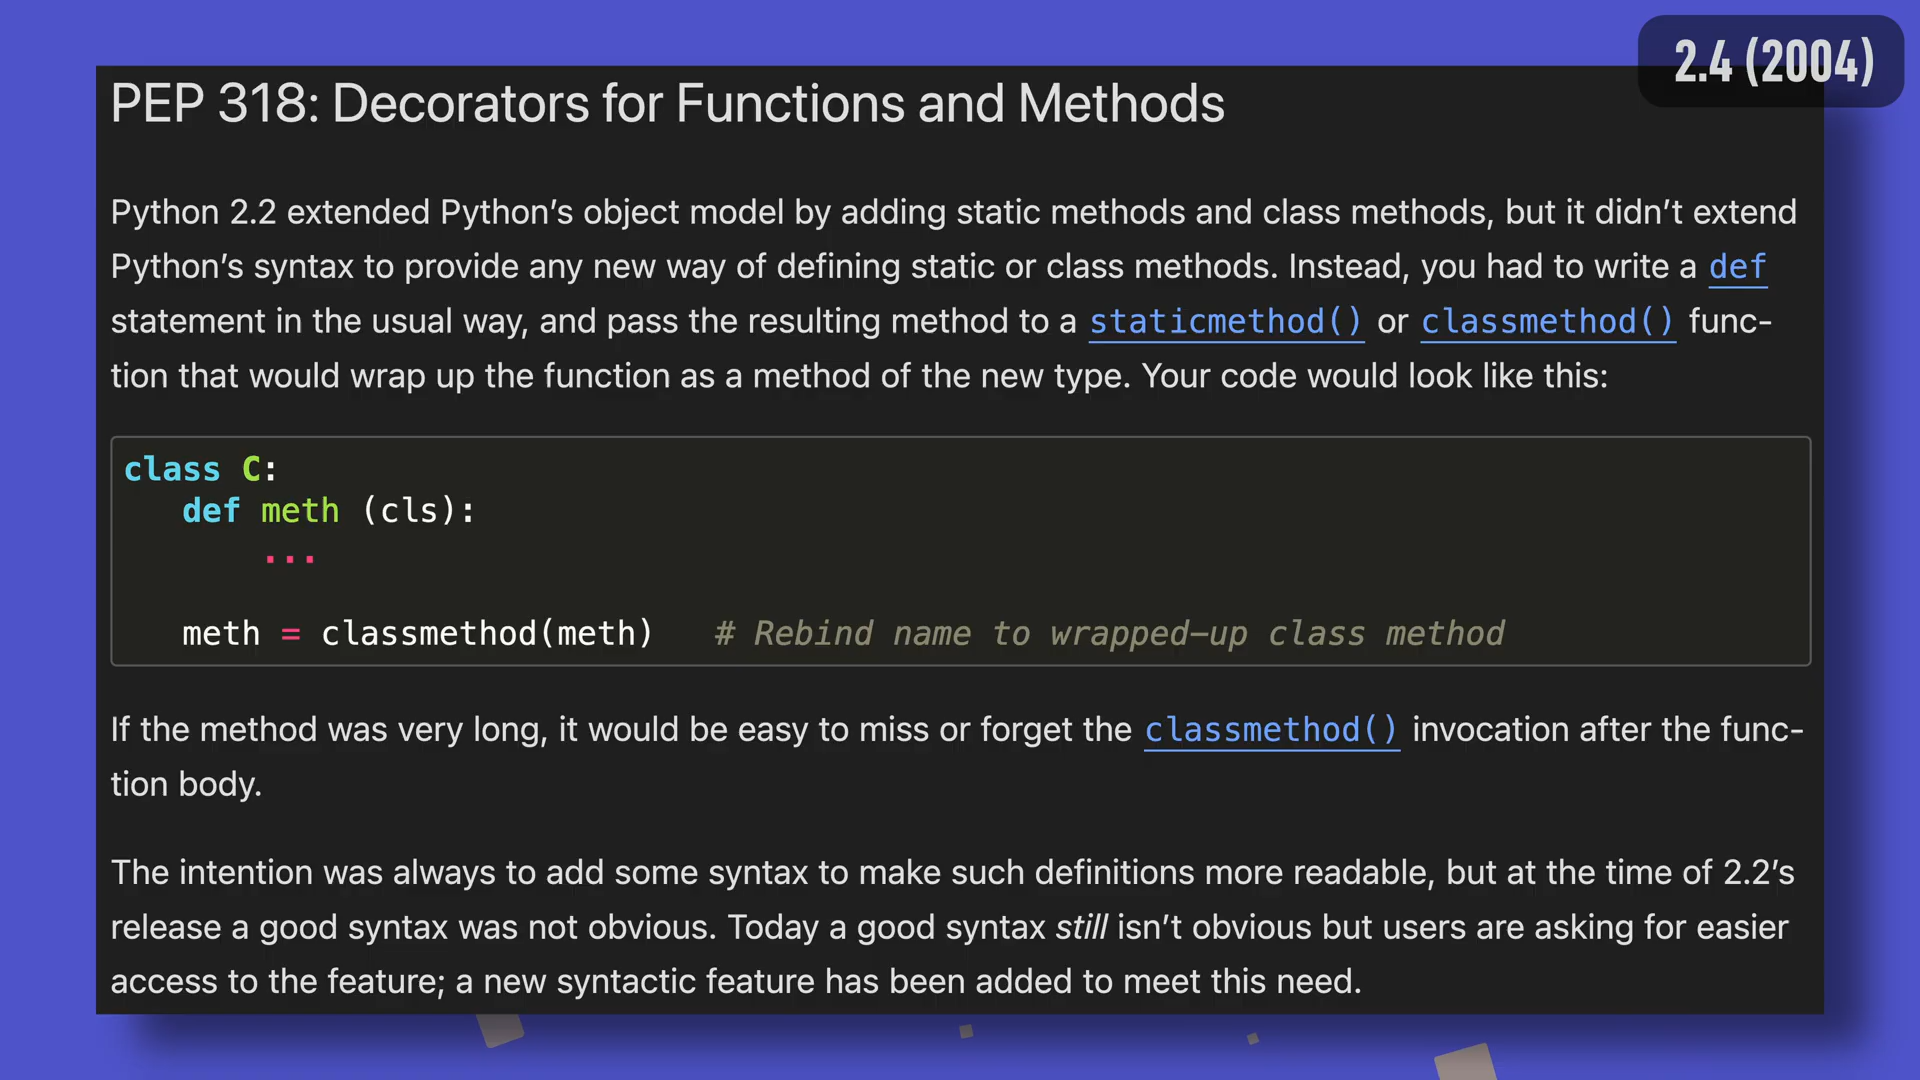 2.4 (2004)
PEP 318: Decorators for Functions and Methods
Python 2.2 extended Python’s object model by adding static methods and class methods, but it didn’t extend
Python’s syntax to provide any new way of defining static or class methods. Instead, you had to write a def
statement in the usual way, and pass the resulting method to a staticmethod() or classmethod() func-
tion that would wrap up the function as a method of the new type. Your code would look like this:
class C:
   def meth (cls):
       ...
   meth = classmethod(meth)   # Rebind name to wrapped-up class method
If the method was very long, it would be easy to miss or forget the classmethod() invocation after the func-
tion body.
The intention was always to add some syntax to make such definitions more readable, but at the time of 2.2’s
release a good syntax was not obvious. Today a good syntax still isn’t obvious but users are asking for easier
access to the feature; a new syntactic feature has been added to meet this need.